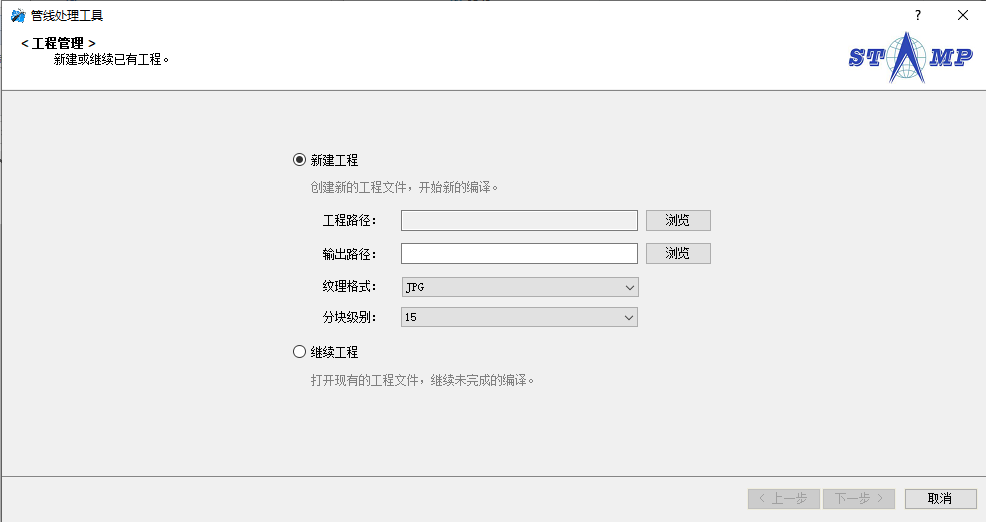 管线处理工具
?
< 工程管理 >
新建或继续已有工程。
STAMP
新建工程
创建新的工程文件，开始新的编译。
工程路径： 浏览
输出路径： 浏览
纹理格式： JPG
分块级别： 15
继续工程
打开现有的工程文件，继续未完成的编译。
< 上一步 下一步 > 取消